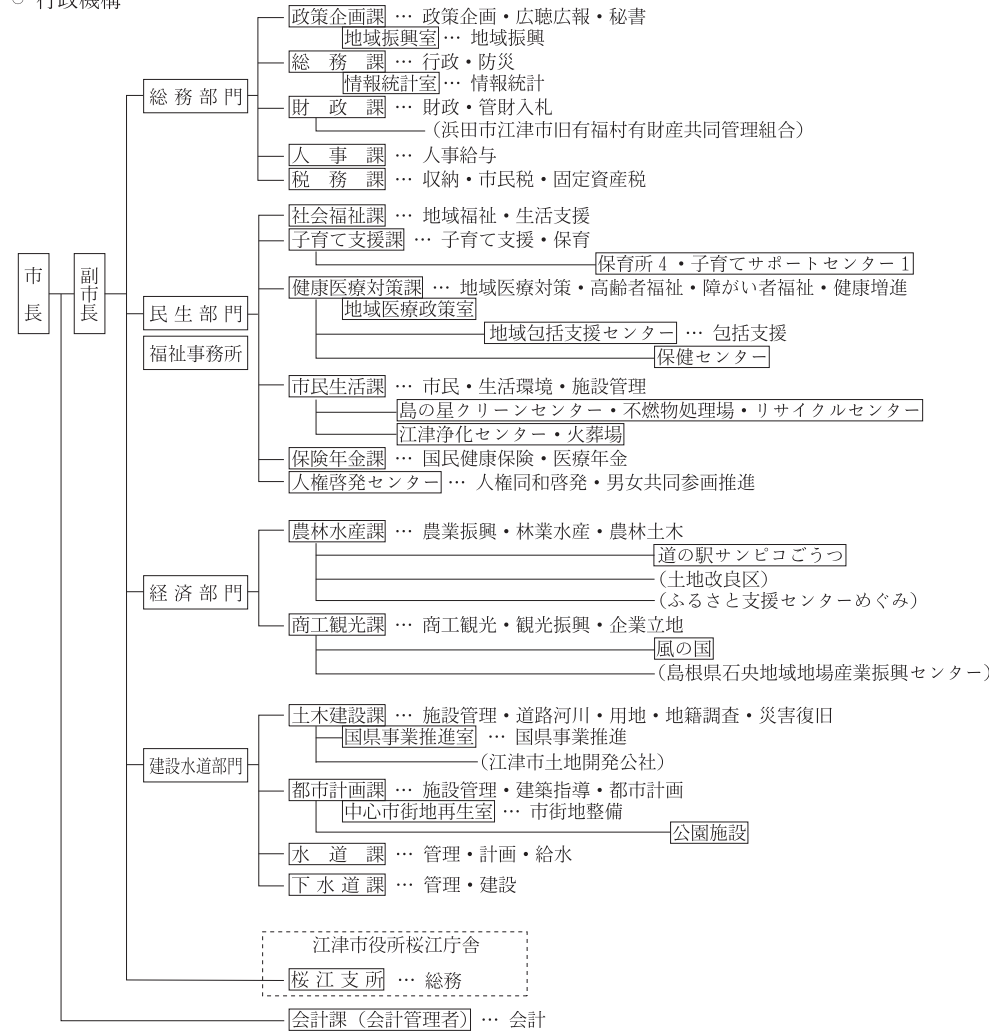 ○ 行政機構
政策企画課 … 政策企画・広聴広報・秘書
地域振興室 … 地域振興
総務課 … 行政・防災
情報統計室 … 情報統計
総務部門
財政課 … 財政・管財入札
（浜田市江津市旧有福村有財産共同管理組合）
人事課 … 人事給与
税務課 … 収納・市民税・固定資産税
社会福祉課 … 地域福祉・生活支援
子育て支援課 … 子育て支援・保育
保育所4・子育てサポートセンター1
市長
副市長
健康医療対策課 … 地域医療対策・高齢者福祉・障がい者福祉・健康増進
地域医療政策室
民生部門
地域包括支援センター … 包括支援
福祉事務所
保健センター
市民生活課 … 市民・生活環境・施設管理
島の星クリーンセンター・不燃物処理場・リサイクルセンター
江津浄化センター・火葬場
保険年金課 … 国民健康保険・医療年金
人権啓発センター … 人権同和啓発・男女共同参画推進
農林水産課 … 農業振興・林業水産・農林土木
道の駅サンピコごうつ
（土地改良区）
経済部門
（ふるさと支援センターめぐみ）
商工観光課 … 商工観光・観光振興・企業立地
風の国
（島根県石央地域地場産業振興センター）
土木建設課 … 施設管理・道路河川・用地・地籍調査・災害復旧
国県事業推進室 … 国県事業推進
建設水道部門
（江津市土地開発公社）
都市計画課 … 施設管理・建築指導・都市計画
中心市街地再生室 … 市街地整備
公園施設
水道課 … 管理・計画・給水
下水道課 … 管理・建設
江津市役所桜江庁舎
桜江支所 … 総務
会計課（会計管理者） … 会計